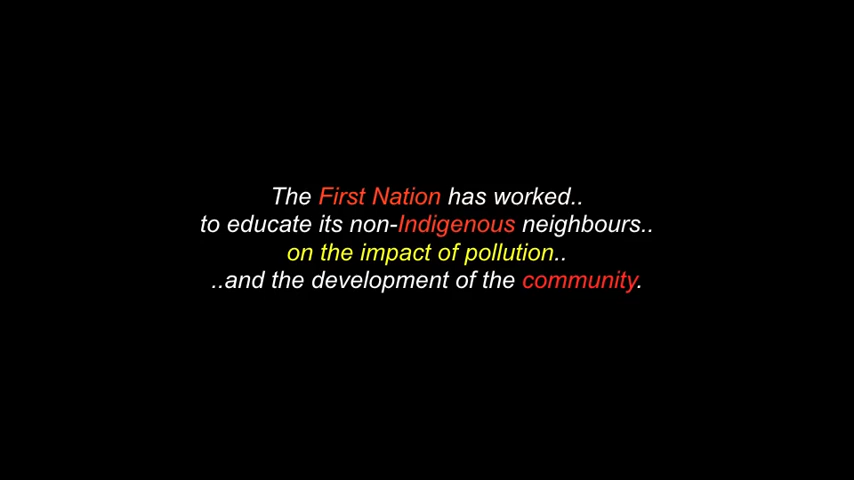 The First Nation has worked..
to educate its non-Indigenous neighbours..
on the impact of pollution..
..and the development of the community.